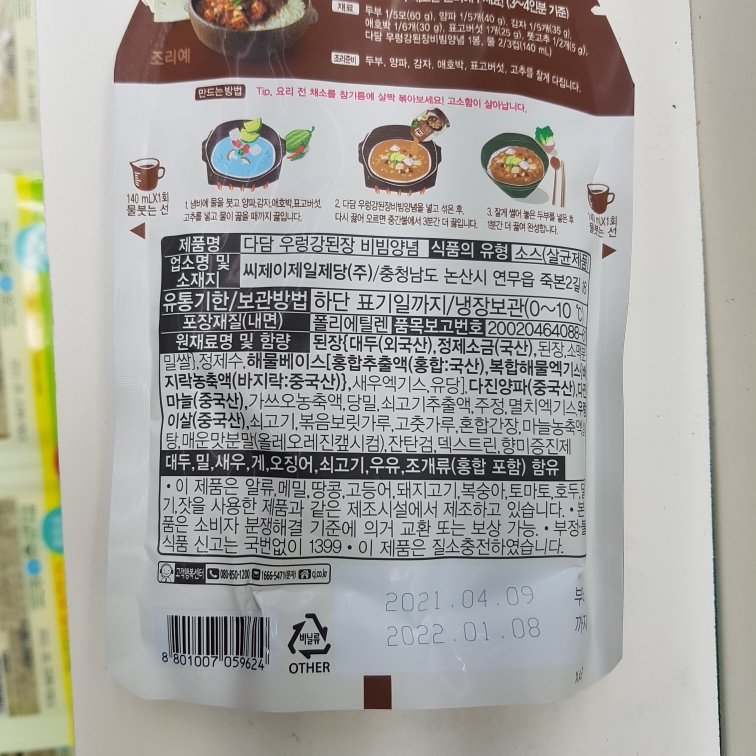 재료
두부 1/5모(60 g), 양파 1/5개(40 g), 감자 1/5개(35 g),
애호박 1/6개(30 g), 표고버섯 1개(25 g), 풋고추 1/2개(5 g),
다담 우렁강된장비빔양념 1봉, 물 2/3컵(140 mL)
조리예
조리준비 두부, 양파, 감자, 애호박, 표고버섯, 고추를 잘게 다집니다.
만드는방법 Tip. 요리 전 채소를 참기름에 살짝 볶아보세요! 고소함이 살아납니다.
140 mLX1회
물붓는 선
1. 냄비에 물을 붓고 양파,감자,애호박,표고버섯,
고추를 넣고 물이 끓을 때까지 끓입니다.
2. 다담 우렁강된장비빔양념을 넣고 섞은 후,
다시 끓어 오르면 중간불에서 3분간 더 끓입니다.
3. 잘게 썰어 놓은 두부를 넣은 후
1분간 더 끓여 완성합니다.
mLX1회
물붓는 선
제품명 다담 우렁강된장 비빔양념 식품의 유형 소스(살균제품)
업소명 및 소재지 씨제이제일제당(주)/충청남도 논산시 연무읍 죽본2길
유통기한/보관방법 하단 표기일까지/냉장보관(0~10 ℃)
포장재질(내면) 폴리에틸렌 품목보고번호 20020464088
원재료명 및 함량 된장{대두(외국산), 정제소금(국산), 된장,
밀쌀},정제수,해물베이스[홍합추출액(홍합:국산),복합해물엑기스
지락농축액(바지락:중국산)},새우엑기스,유당],다진양파(중국산),
마늘(중국산),가쓰오농축액,당밀,쇠고기추출액,주정,멸치엑기스,
이살(중국산),쇠고기,볶음보릿가루,고춧가루,혼합간장,마늘농축액
탕,매운맛분말(올레오레진캪시컴),잔탄검,덱스트린,향미증진제
대두,밀,새우,게,오징어,쇠고기,우유,조개류(홍합 포함) 함유
• 이 제품은 알류,메밀,땅콩,고등어,돼지고기,복숭아,토마토,호두,
기,잣을 사용한 제품과 같은 제조시설에서 제조하고 있습니다. • 본
품은 소비자 분쟁해결 기준에 의거 교환 또는 보상 가능. • 부정·불
식품 신고는 국번없이 1399 • 이 제품은 질소충전하였습니다.
고객행복센터 080-850-1200 1666-5471(문자) cj.co.kr
2021.04.09
2022.01.08
비닐류
OTHER
8 801007 059624